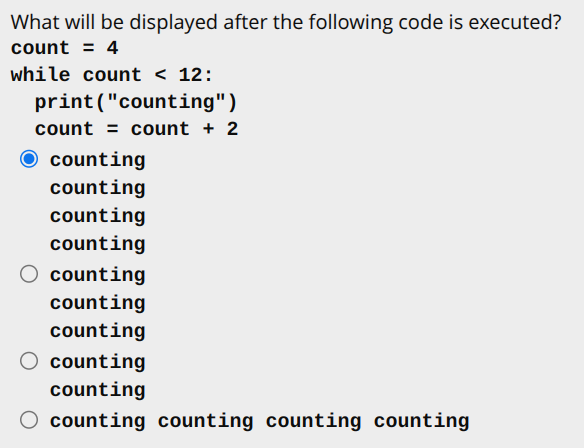 What will be displayed after the following code is executed?
count = 4
while count < 12:
print("counting")
count = count + 2
counting
counting
counting
counting
counting
counting
counting
counting
counting
counting counting counting counting